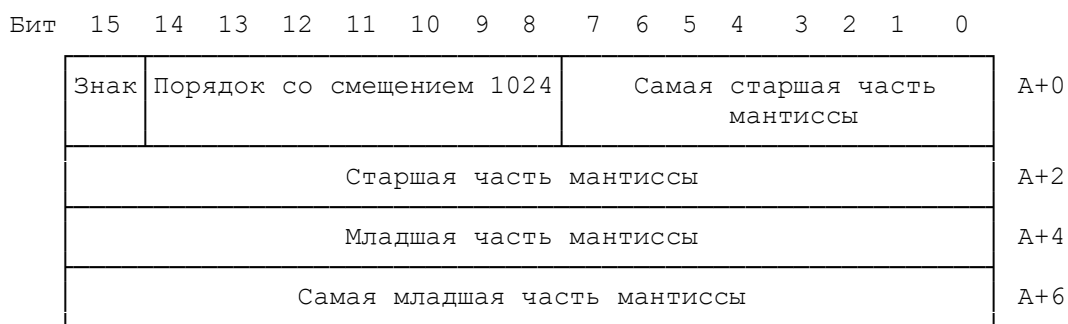 Бит 15 14 13 12 11 10 9 8 7 6 5 4 3 2 1 0
Знак Порядок со смещением 1024 Самая старшая часть A+0
мантиссы
Старшая часть мантиссы A+2
Младшая часть мантиссы A+4
Самая младшая часть мантиссы A+6